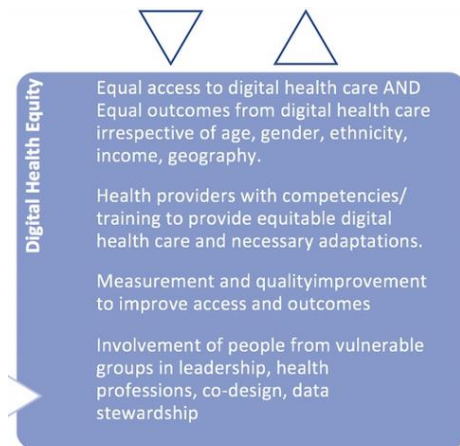 Digital Health Equity
Equal access to digital health care AND
Equal outcomes from digital health care
irrespective of age, gender, ethnicity,
income, geography.
Health providers with competencies/
training to provide equitable digital
health care and necessary adaptations.
Measurement and qualityimprovement
to improve access and outcomes
Involvement of people from vulnerable
groups in leadership, health
professions, co-design, data
stewardship